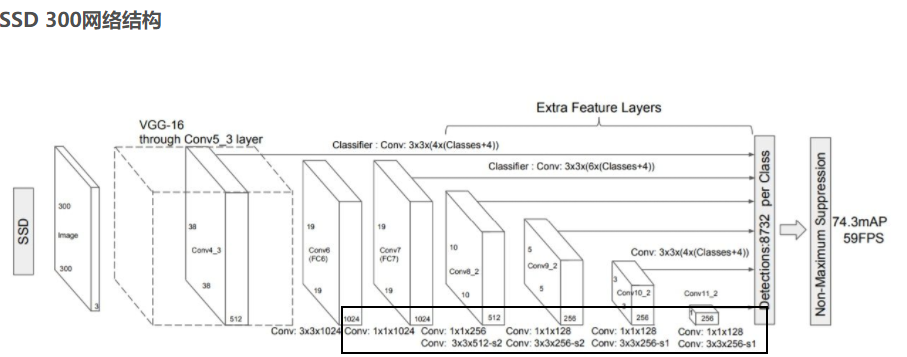 SSD 300网络结构
Extra Feature Layers
VGG-16
through Conv5_3 layer
Classifier : Conv: 3x3x(4x(Classes+4))
Classifier : Conv: 3x3x(6x(Classes+4))
SSD
300
Image
300
3
38
Conv4_3
38
512
19
Conv6
(FC6)
19
1024
19
Conv7
(FC7)
19
1024
10
Conv8_2
10
512
5
Conv9_2
5
256
Conv: 3x3x(4x(Classes+4))
3
Conv10_2
3
256
Conv11_2
1
256
Detections:8732 per Class
Non-Maximum Suppression
74.3mAP
59FPS
Conv: 3x3x1024
Conv: 1x1x1024
Conv: 1x1x256
Conv: 3x3x512-s2
Conv: 1x1x128
Conv: 3x3x256-s2
Conv: 1x1x128
Conv: 3x3x256-s1
Conv: 1x1x128
Conv: 3x3x256-s1